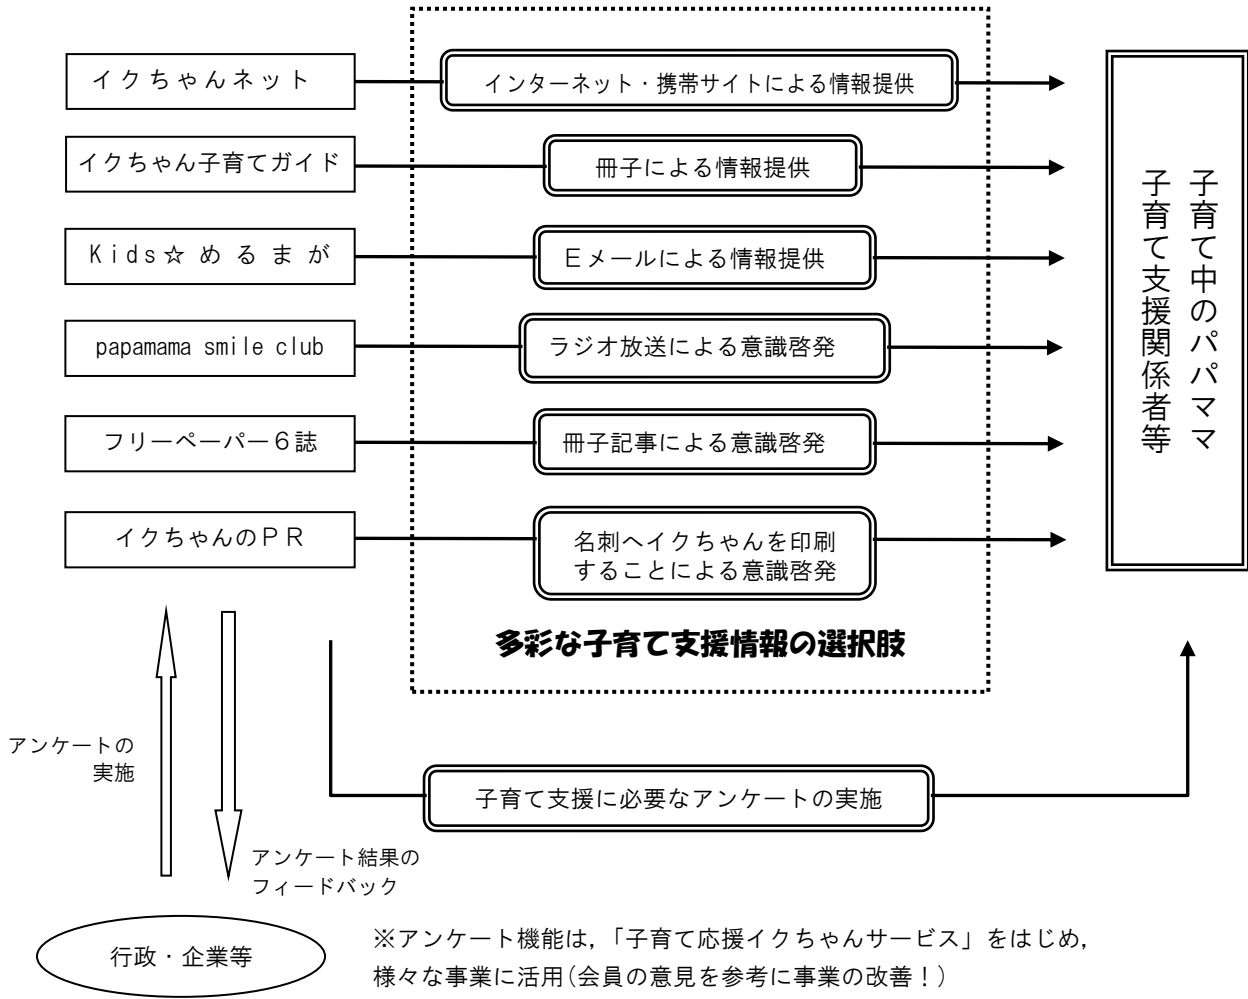 イクちゃんネット
インターネット・携帯サイトによる情報提供
イクちゃん子育てガイド
冊子による情報提供
Kids☆めるまが
Eメールによる情報提供
papamama smile club
ラジオ放送による意識啓発
フリーペーパー6誌
冊子記事による意識啓発
イクちゃんのPR
名刺へイクちゃんを印刷
することによる意識啓発
多彩な子育て支援情報の選択肢
子育て中のパパママ
子育て支援関係者等
アンケートの
実施
子育て支援に必要なアンケートの実施
アンケート結果の
フィードバック
行政・企業等
※アンケート機能は,「子育て応援イクちゃんサービス」をはじめ,
様々な事業に活用(会員の意見を参考に事業の改善!)